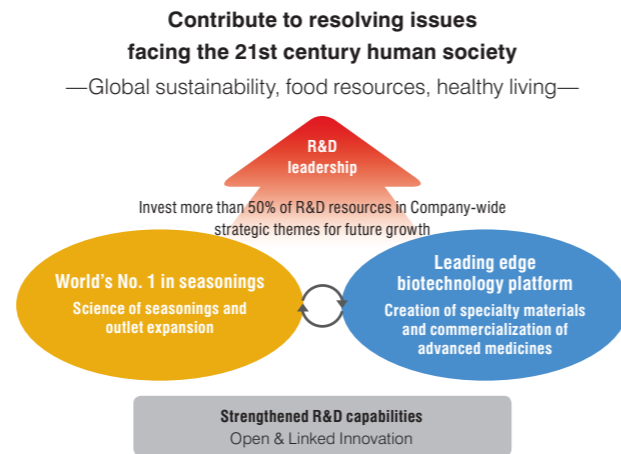 Contribute to resolving issues
facing the 21st century human society
—Global sustainability, food resources, healthy living—
R&D
leadership
Invest more than 50% of R&D resources in Company-wide
strategic themes for future growth
World's No. 1 in seasonings
Science of seasonings and
outlet expansion
Leading edge
biotechnology platform
Creation of specialty materials
and commercialization of
advanced medicines
Strengthened R&D capabilities
Open & Linked Innovation